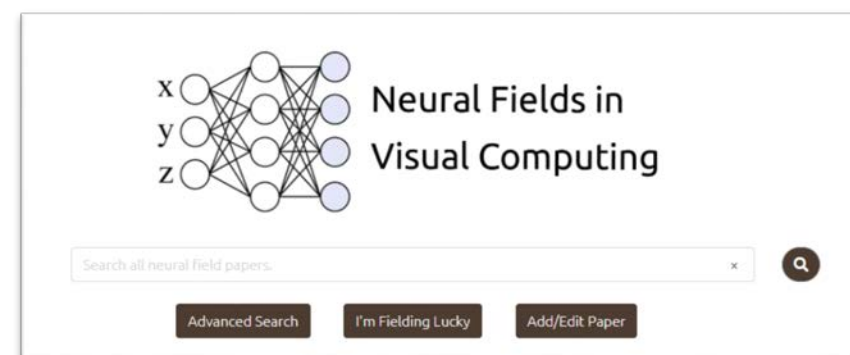 x
y
z
Neural Fields in
Visual Computing
Search all neural field papers.
×
Advanced Search
I'm Fielding Lucky
Add/Edit Paper